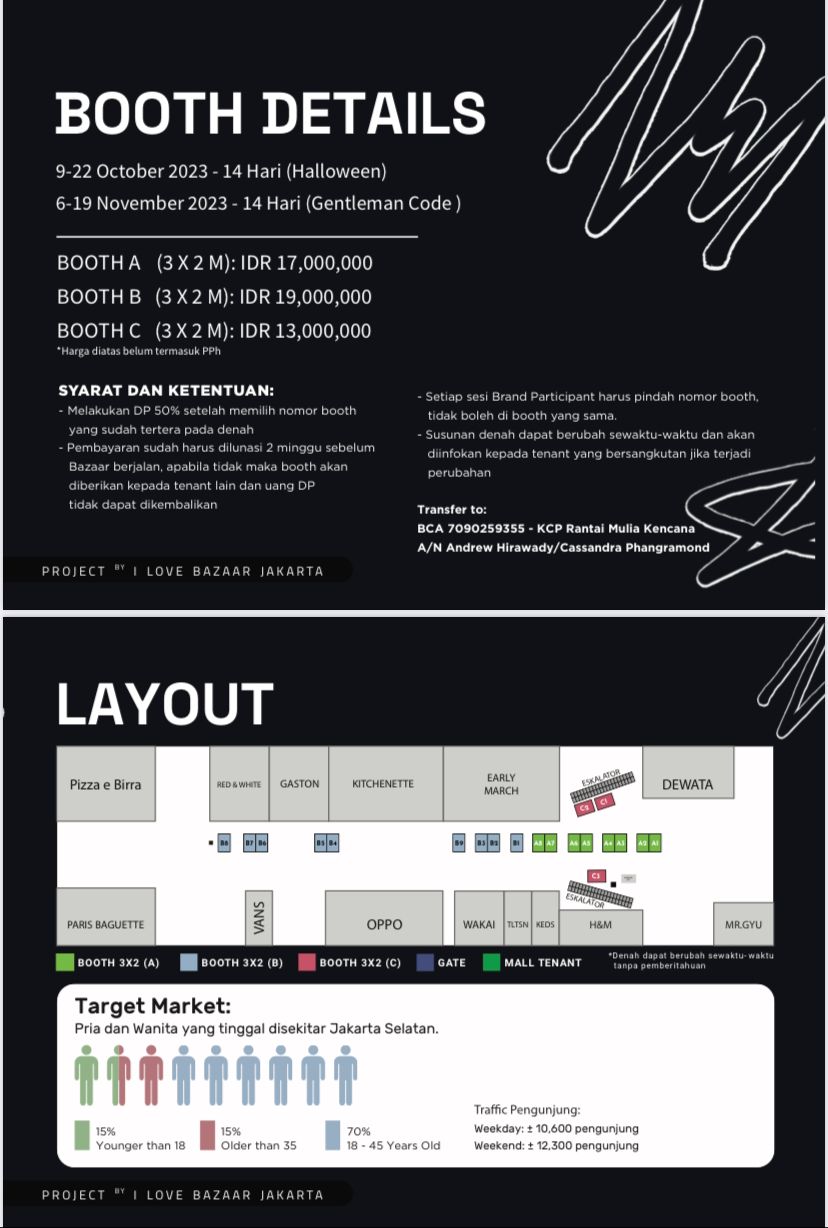 BOOTH DETAILS
9-22 October 2023 - 14 Hari (Halloween)
6-19 November 2023 - 14 Hari (Gentleman Code )
BOOTH A (3 X 2 M): IDR 17,000,000
BOOTH B (3 X 2 M): IDR 19,000,000
BOOTH C (3 X 2 M): IDR 13,000,000
*Harga diatas belum termasuk PPh
SYARAT DAN KETENTUAN:
- Melakukan DP 50% setelah memilih nomor booth
yang sudah tertera pada denah
- Pembayaran sudah harus dilunasi 2 minggu sebelum
Bazaar berjalan, apabila tidak maka booth akan
diberikan kepada tenant lain dan uang DP
tidak dapat dikembalikan
- Setiap sesi Brand Participant harus pindah nomor booth,
tidak boleh di booth yang sama.
- Susunan denah dapat berubah sewaktu-waktu dan akan
diinfokan kepada tenant yang bersangkutan jika terjadi
perubahan
Transfer to:
BCA 7090259355 - KCP Rantai Mulia Kencana
A/N Andrew Hirawady/Cassandra Phangramond
PROJECT BY I LOVE BAZAAR JAKARTA
LAYOUT
Pizza e Birra
RED & WHITE
GASTON
KITCHENETTE
EARLY
MARCH
ESKALATOR
C2 C1
DEWATA
B8 B7 B6 B5 B4 B9 B3 B2 B1 A8 A7 A6 A5 A4 A3 A2 A1
C3
ESKALATOR
PARIS BAGUETTE
VANS
OPPO
WAKAI
TLTSN
KEDS
H&M
MR.GYU
BOOTH 3X2 (A) BOOTH 3X2 (B) BOOTH 3X2 (C) GATE MALL TENANT
*Denah dapat berubah sewaktu-waktu
tanpa pemberitahuan
Target Market:
Pria dan Wanita yang tinggal disekitar Jakarta Selatan.
15%
Younger than 18
15%
Older than 35
70%
18 - 45 Years Old
Traffic Pengunjung:
Weekday: ± 10,600 pengunjung
Weekend: ± 12,300 pengunjung
PROJECT BY I LOVE BAZAAR JAKARTA